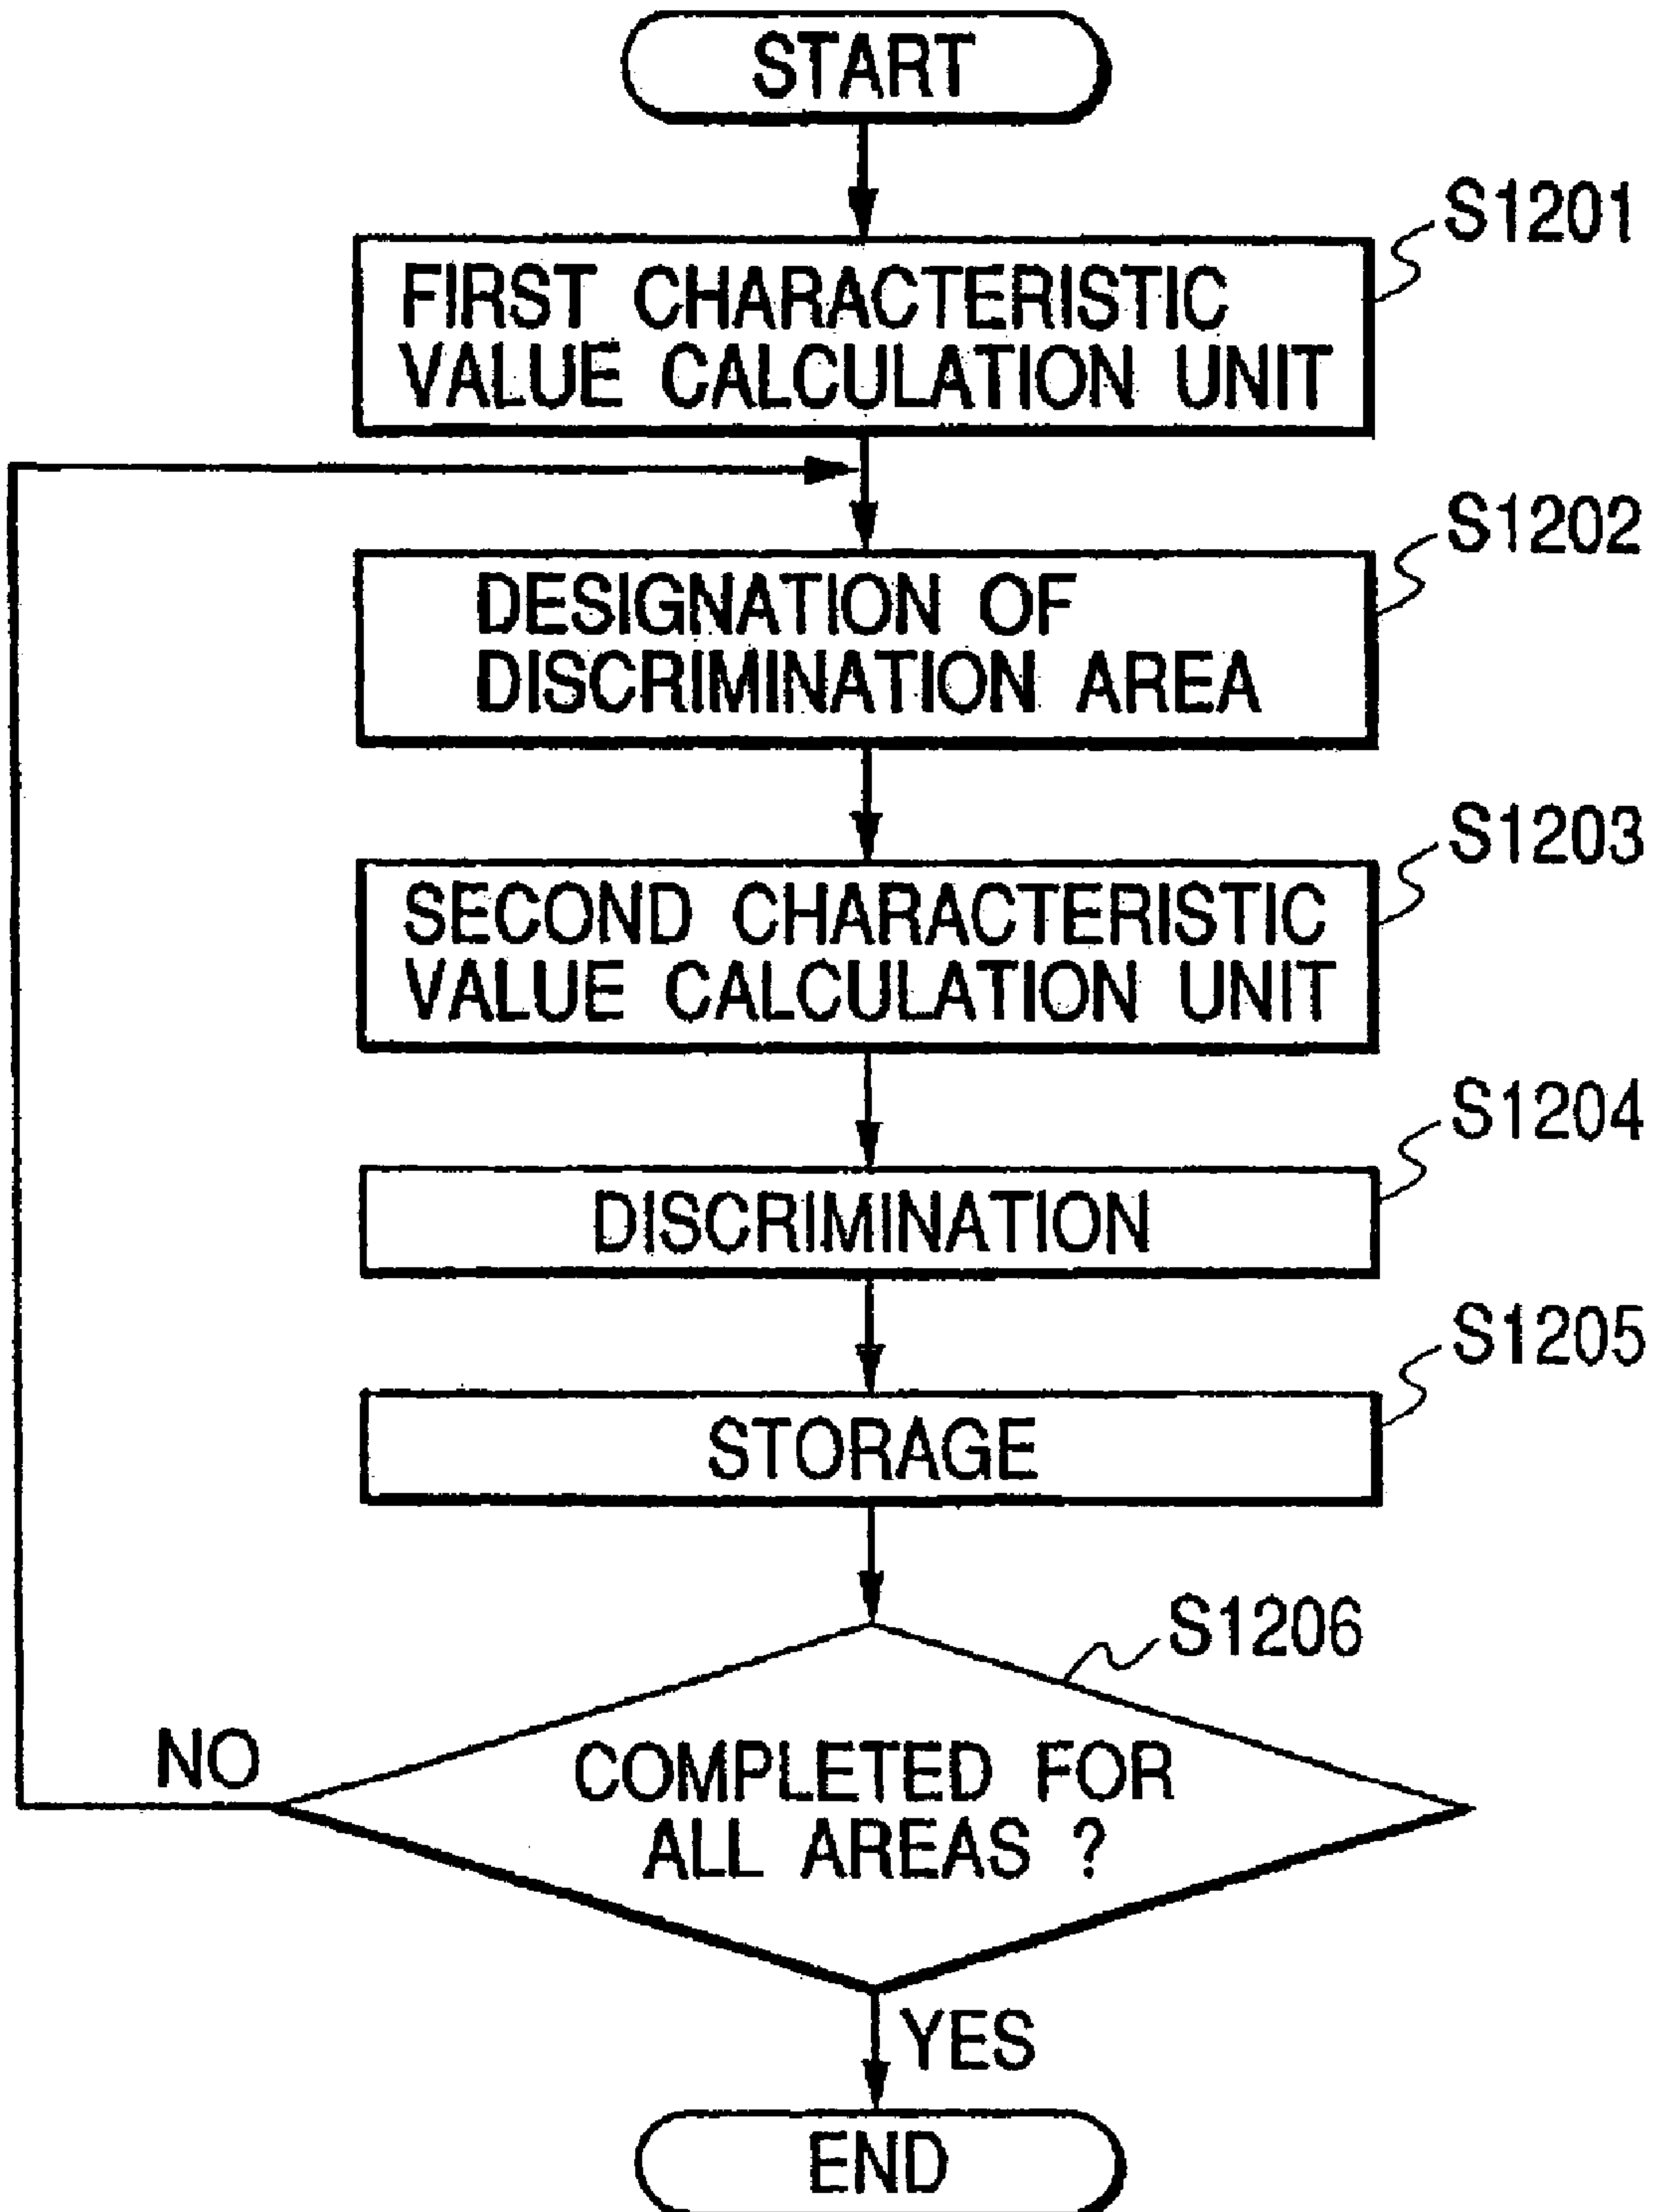 START
S1201
FIRST CHARACTERISTIC
VALUE CALCULATION UNIT
S1202
DESIGNATION OF
DISCRIMINATION AREA
S1203
SECOND CHARACTERISTIC
VALUE CALCULATION UNIT
S1204
DISCRIMINATION
S1205
STORAGE
S1206
COMPLETED FOR
ALL AREAS ?
NO
YES
END